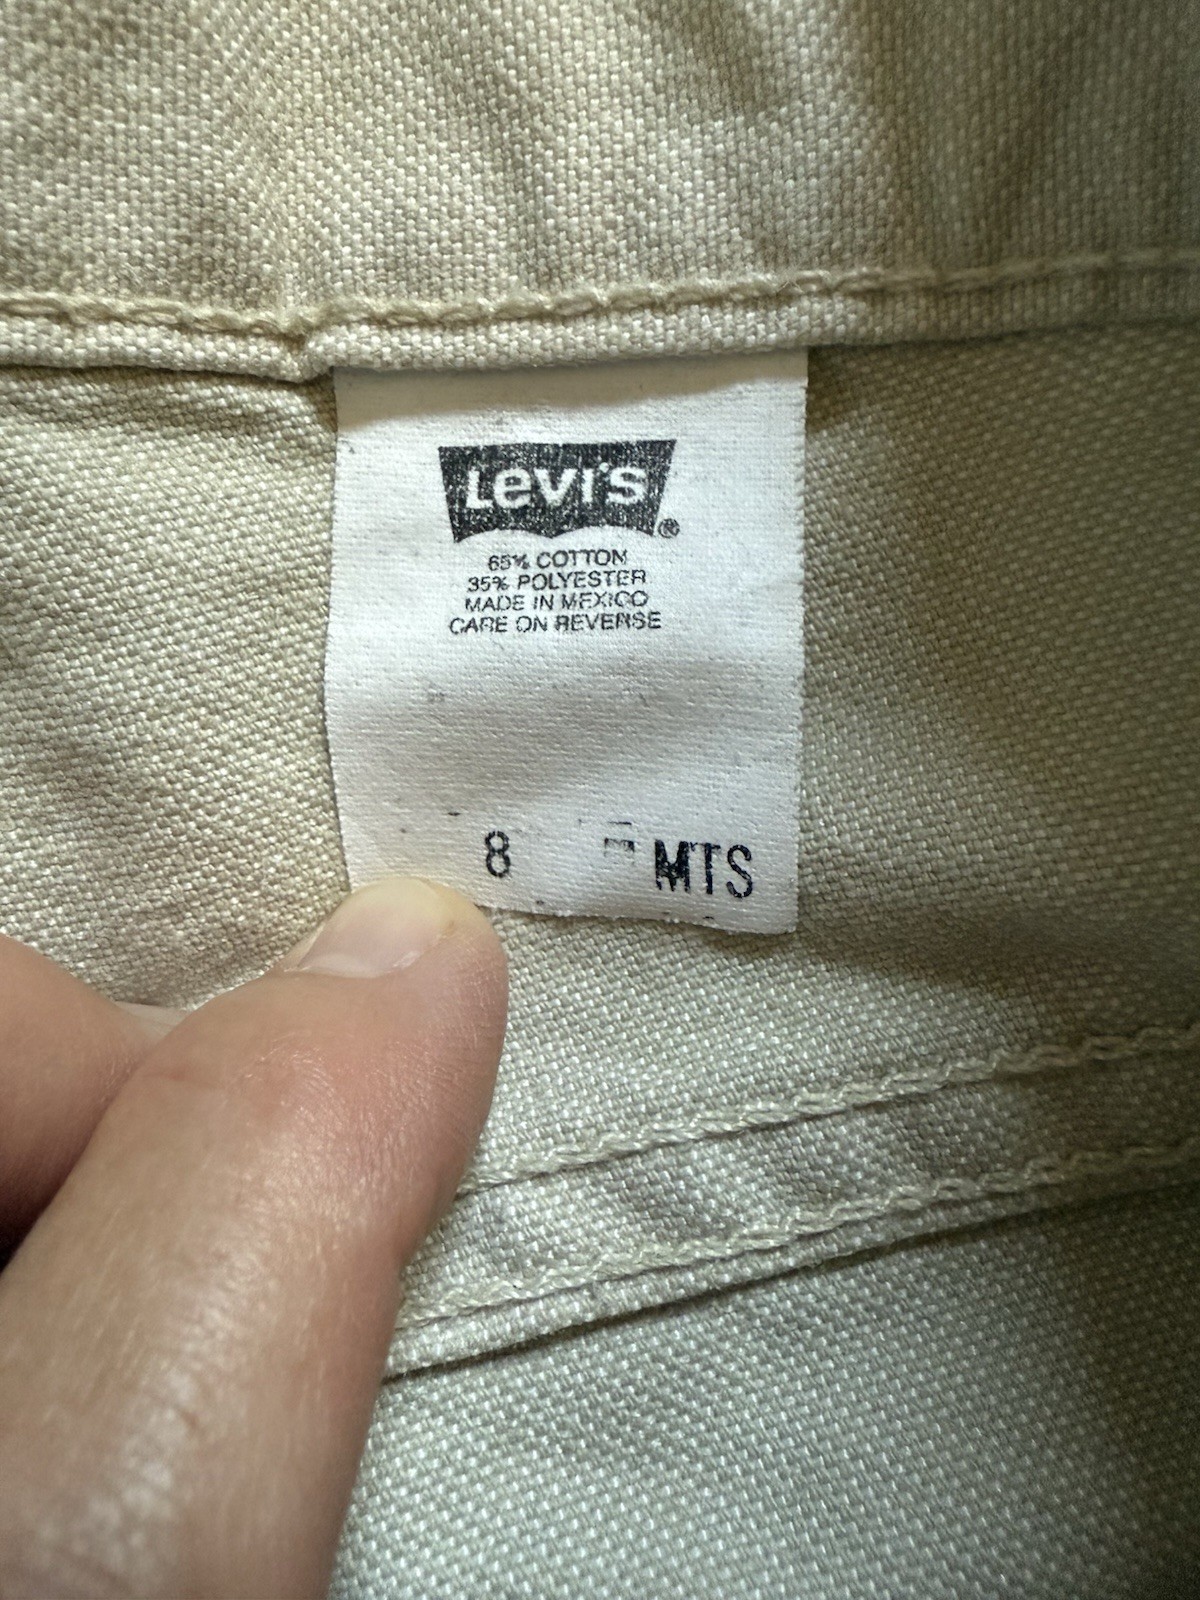 Levi's®
65% COTTON
35% POLYESTER
MADE IN MEXICO
CARE ON REVERSE
8 MTS